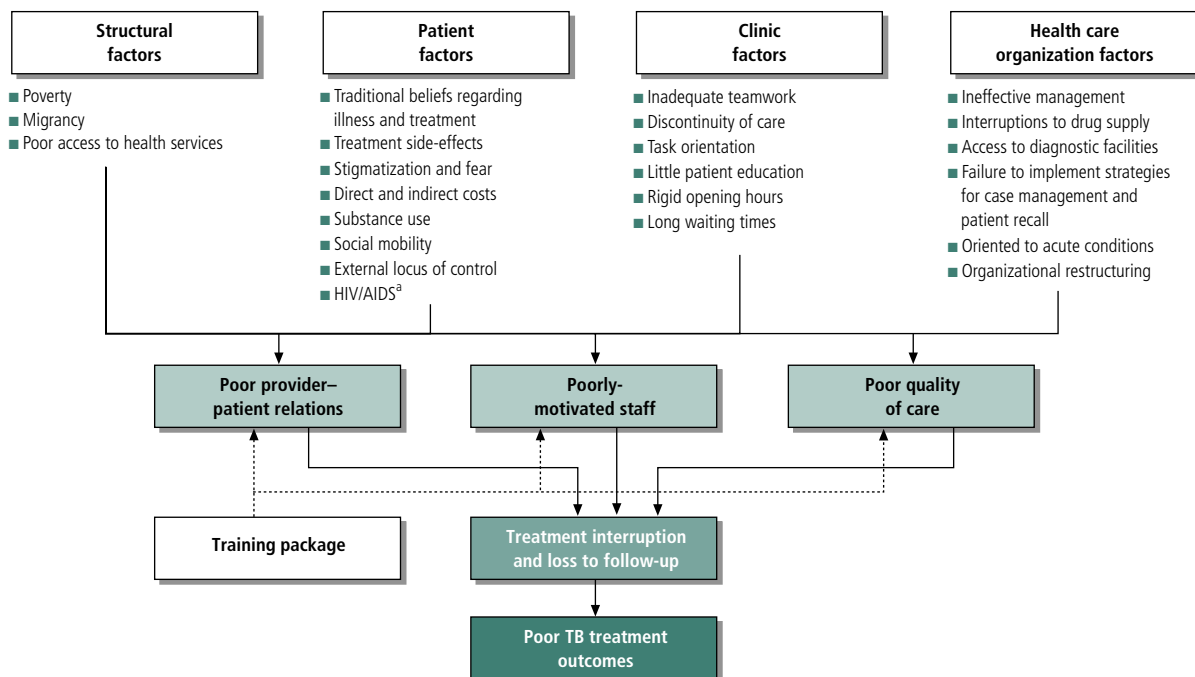 Structural
factors
Patient
factors
Clinic
factors
Health care
organization factors
■ Poverty
■ Migrancy
■ Poor access to health services
■ Traditional beliefs regarding
illness and treatment
■ Treatment side-effects
■ Stigmatization and fear
■ Direct and indirect costs
■ Substance use
■ Social mobility
■ External locus of control
■ HIV/AIDSᵃ
■ Inadequate teamwork
■ Discontinuity of care
■ Task orientation
■ Little patient education
■ Rigid opening hours
■ Long waiting times
■ Ineffective management
■ Interruptions to drug supply
■ Access to diagnostic facilities
■ Failure to implement strategies
for case management and
patient recall
■ Oriented to acute conditions
■ Organizational restructuring
Poor provider–
patient relations
Poorly-
motivated staff
Poor quality
of care
Training package
Treatment interruption
and loss to follow-up
Poor TB treatment
outcomes